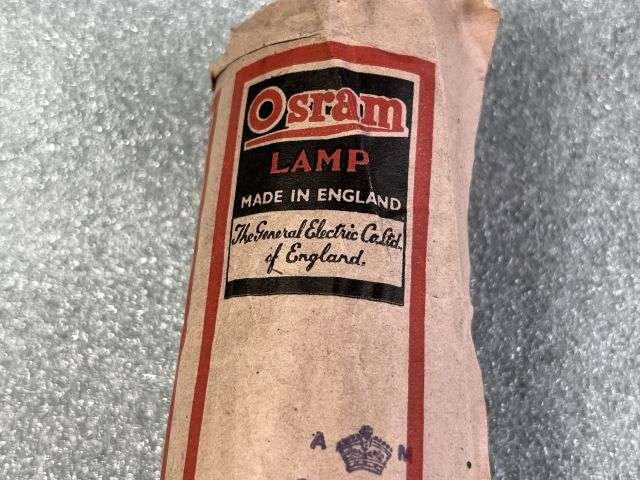 Osram
LAMP
MADE IN ENGLAND
The General Electric Co. Ltd.
of England.
A M